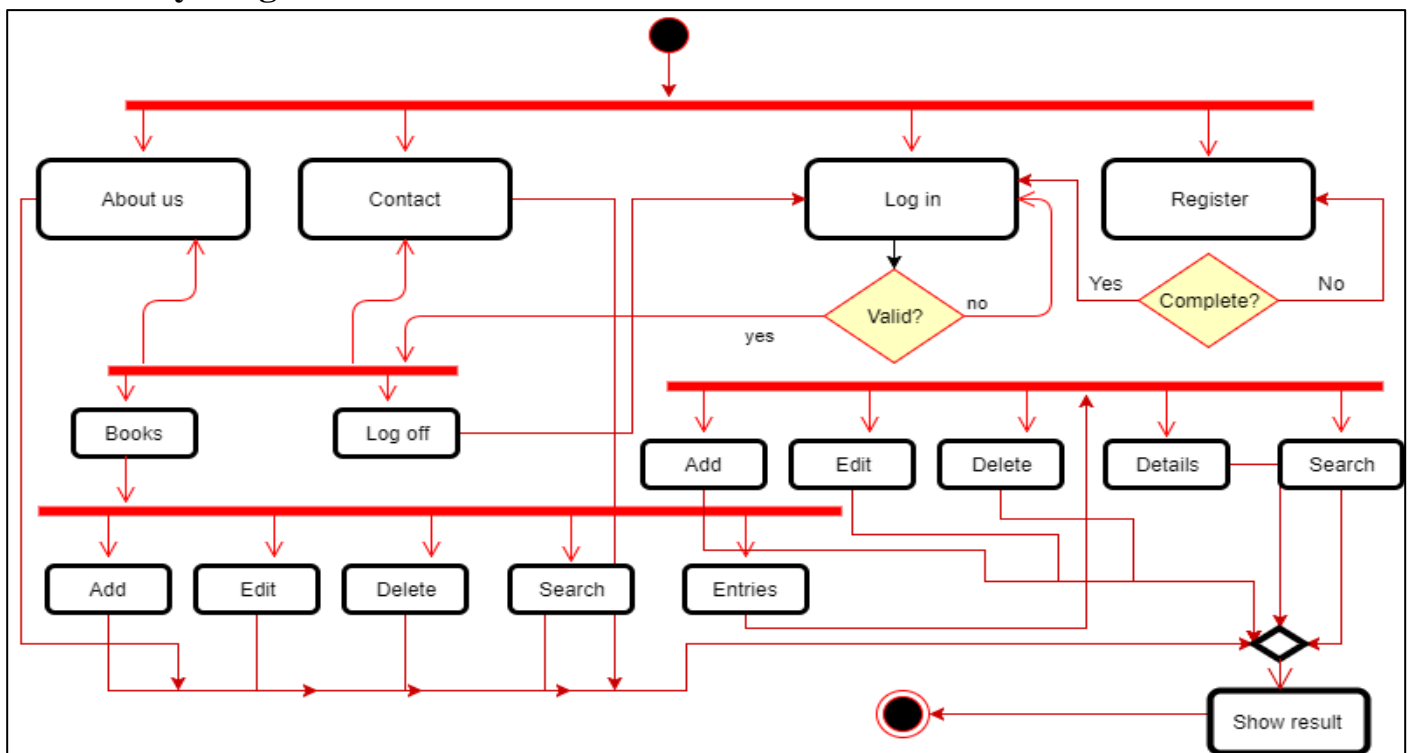 About us
Contact
Log in
Register
Yes
Complete?
No
no
Valid?
yes
Books
Log off
Add
Edit
Delete
Details
Search
Add
Edit
Delete
Search
Entries
Show result